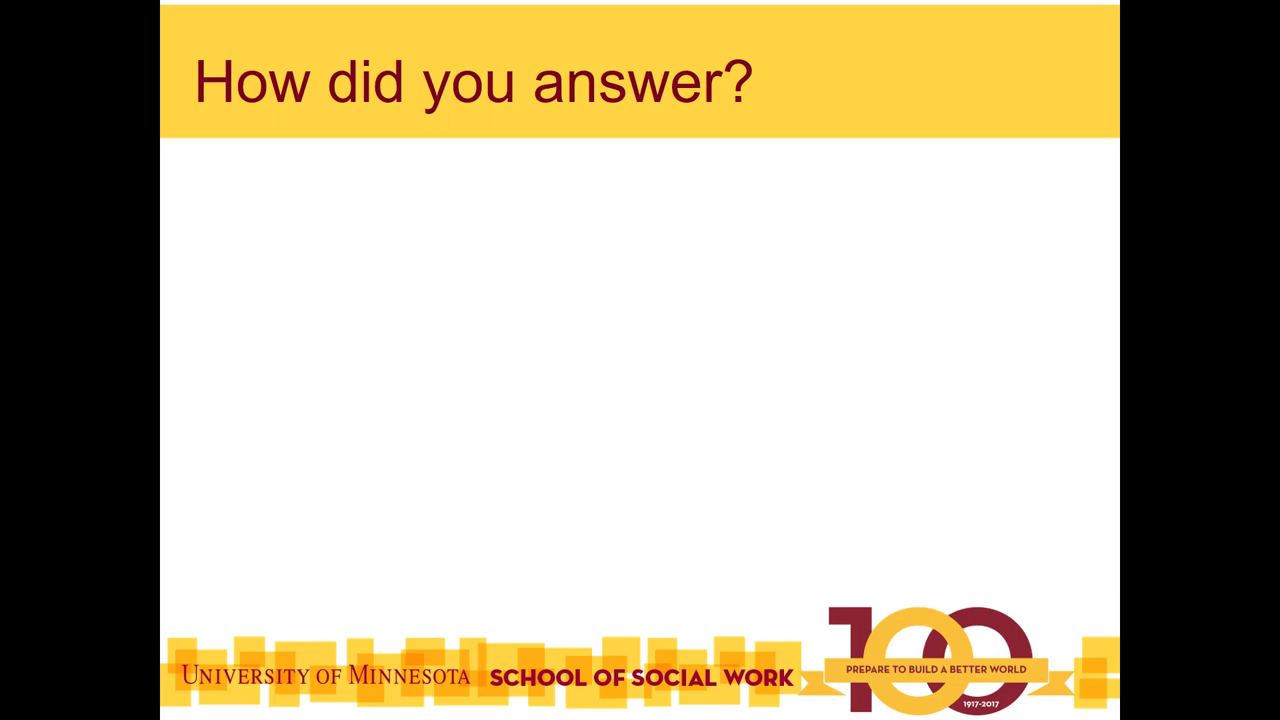 How did you answer?
UNIVERSITY OF MINNESOTA SCHOOL OF SOCIAL WORK
100
PREPARE TO BUILD A BETTER WORLD
1917-2017